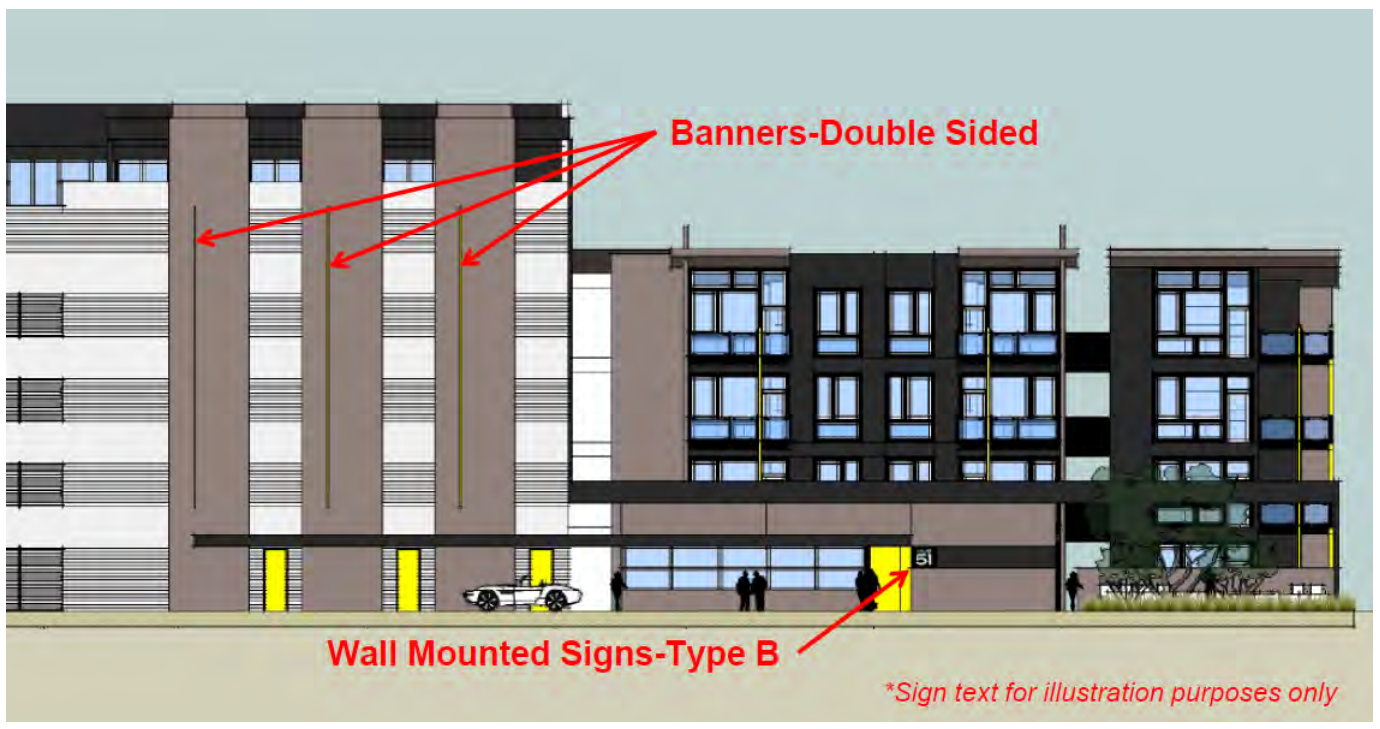 Banners-Double Sided
51
Wall Mounted Signs-Type B
*Sign text for illustration purposes only